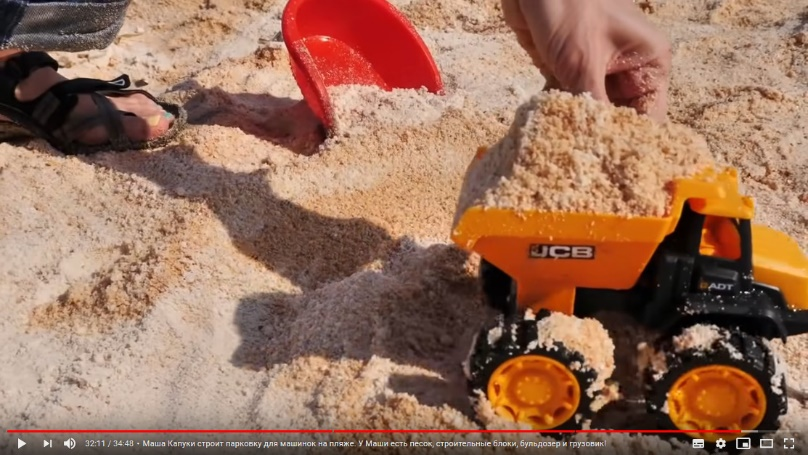 JCB
ADT
32:11 / 34:48 • Маша Капуки строит парковку для машинок на пляже. У Маши есть песок, строительные блоки, бульдозер и грузовик!